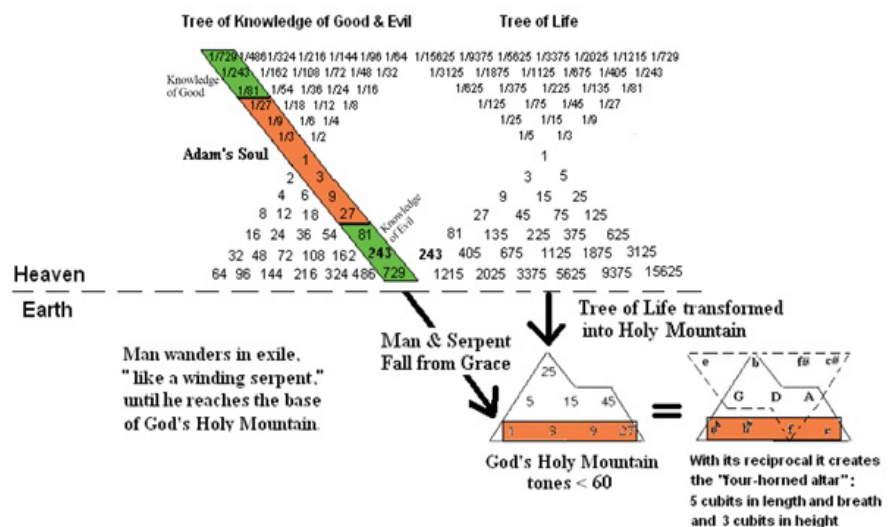 Tree of Knowledge of Good & Evil Tree of Life
1/729 1/486 1/324 1/216 1/144 1/96 1/64 1/15625 1/9375 1/5625 1/3375 1/2025 1/1215 1/729
1/243 1/162 1/108 1/72 1/48 1/32 1/3125 1/1875 1/1125 1/675 1/405 1/243
Knowledge
of Good
1/81 1/54 1/36 1/24 1/16 1/625 1/375 1/225 1/135 1/81
1/27 1/18 1/12 1/8 1/125 1/75 1/45 1/27
1/9 1/6 1/4 1/25 1/15 1/9
1/3 1/2 1/5 1/3
Adam's Soul
1 1
2 3 3 5
4 6 9 9 15 25
8 12 18 27 27 45 75 125
Knowledge
of Evil
16 24 36 54 81 81 135 225 375 625
32 48 72 108 162 243 243 405 675 1125 1875 3125
64 96 144 216 324 486 729 1215 2025 3375 5625 9375 15625
Heaven
Earth
Man wanders in exile,
"like a winding serpent,"
until he reaches the base
of God's Holy Mountain.
Man & Serpent
Fall from Grace
Tree of Life transformed
into Holy Mountain
25
5 15 45
1 3 9 27
God's Holy Mountain
tones < 60
=
e b f# c#
G D A
f
With its reciprocal it creates
the "four-horned altar":
5 cubits in length and breath
and 3 cubits in height